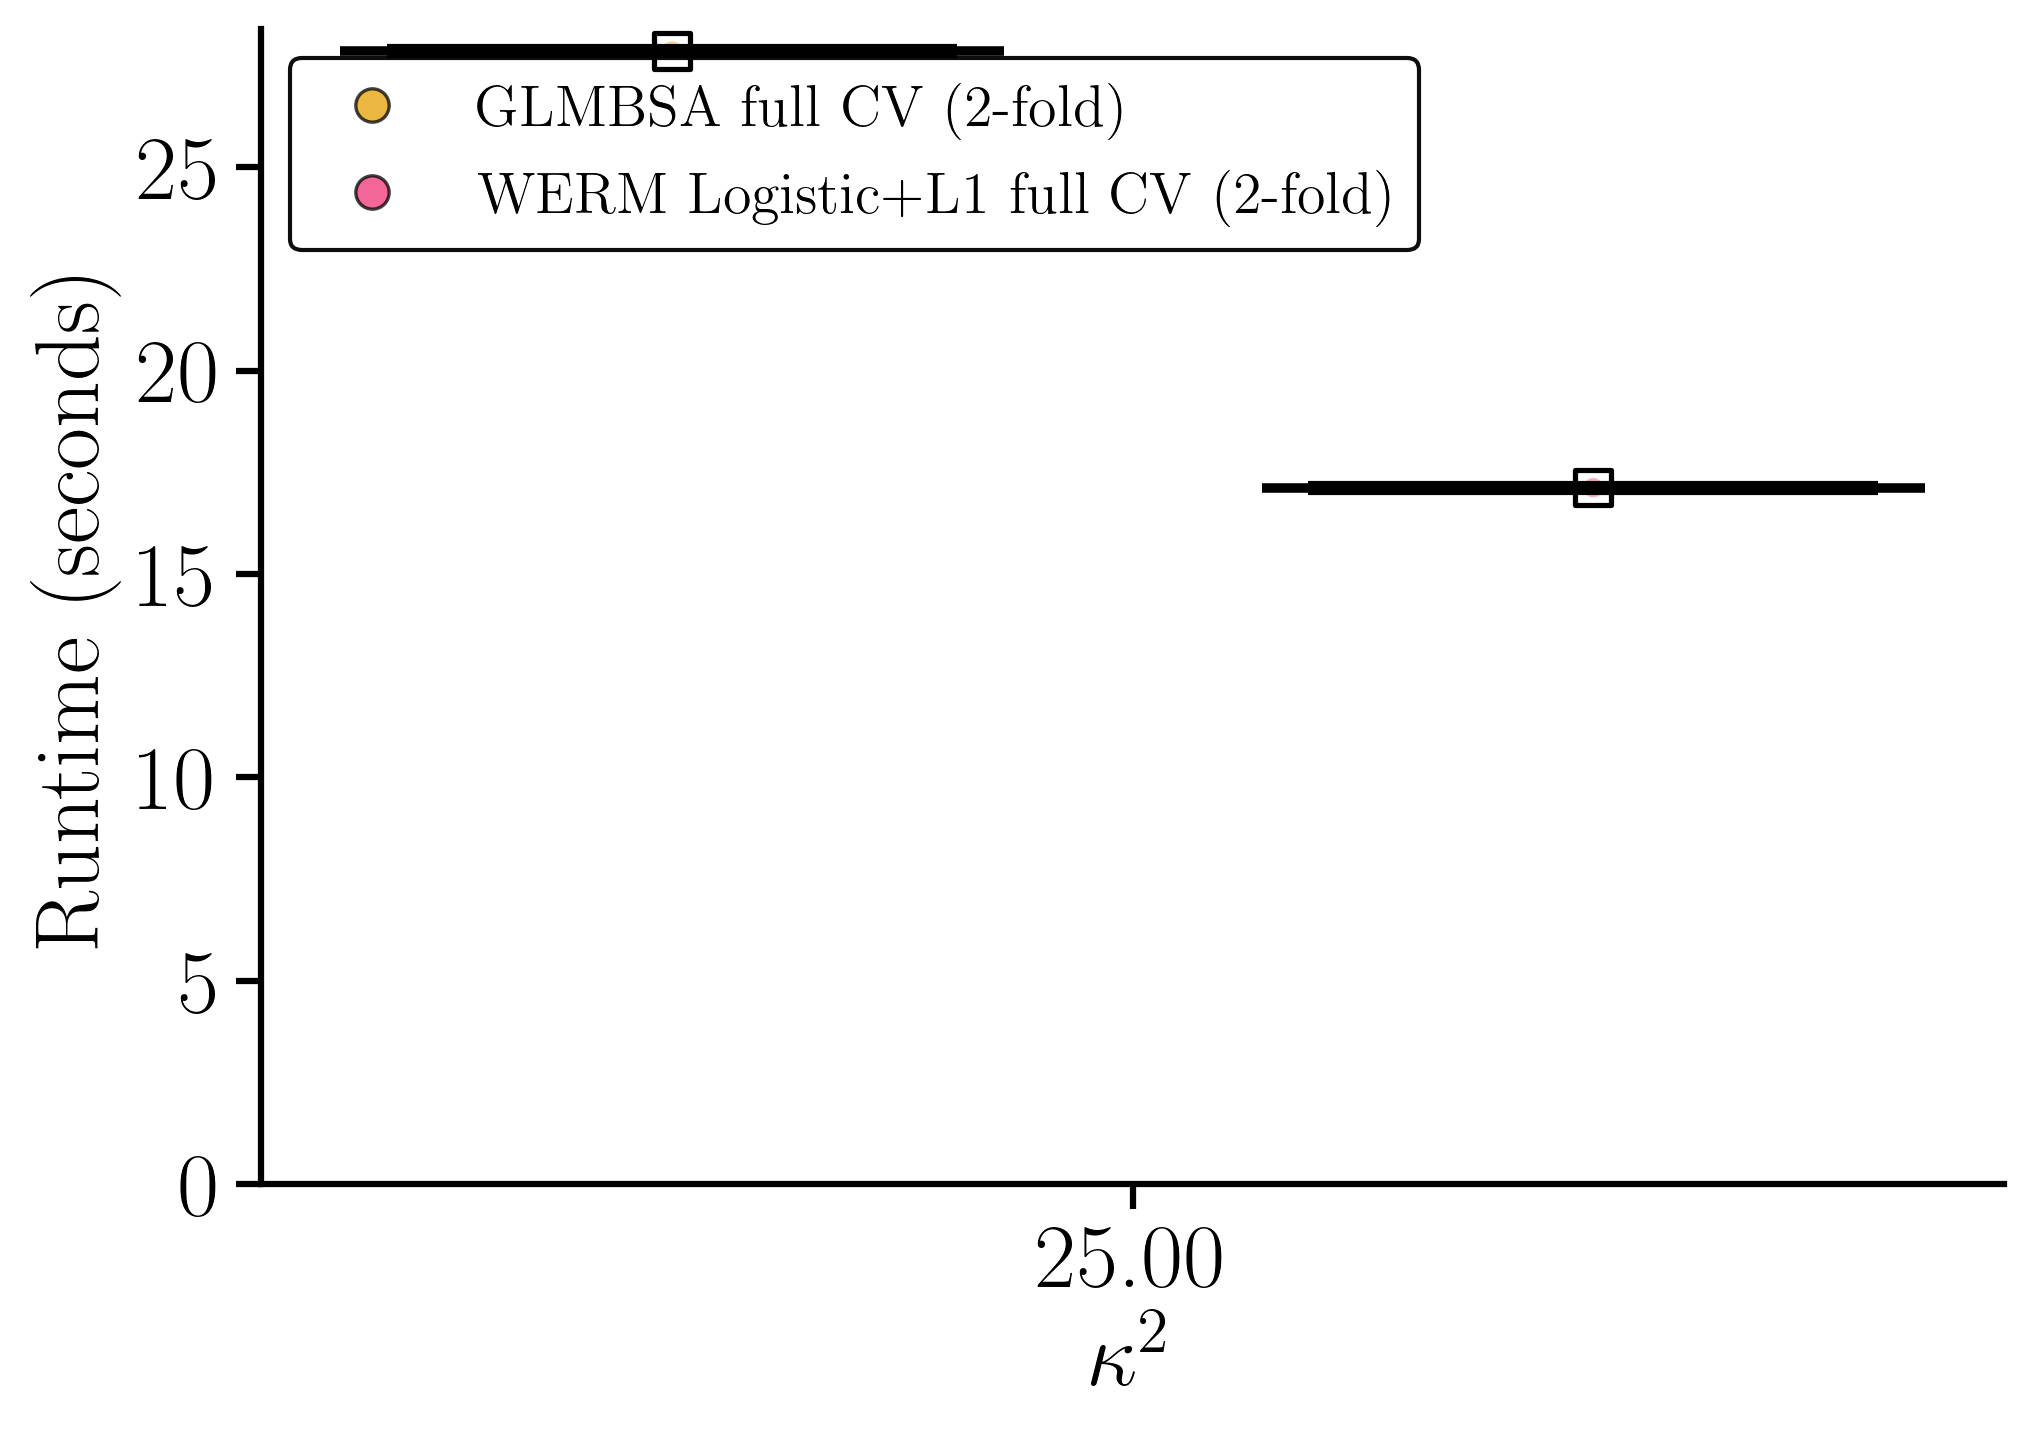 GLMBSA full CV (2-fold)
WERM Logistic+L1 full CV (2-fold)
25
20
15
10
5
0
Runtime (seconds)
25.00
κ²